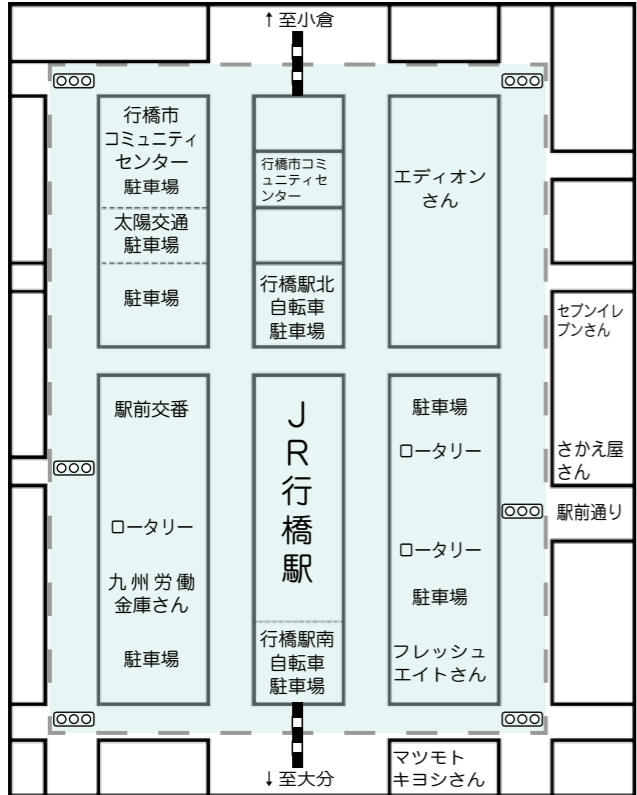 ↑至小倉
行橋市
コミュニティ
センター
駐車場
太陽交通
駐車場
駐車場
行橋市コミ
ュニティセ
ンター
行橋駅北
自転車
駐車場
エディオン
さん
セブンイレ
ブンさん
さかえ屋
さん
駅前通り
駅前交番
ロータリー
九州労働
金庫さん
駐車場
JR行橋駅
行橋駅南
自転車
駐車場
駐車場
ロータリー
ロータリー
駐車場
フレッシュ
エイトさん
↓至大分
マツモト
キヨシさん